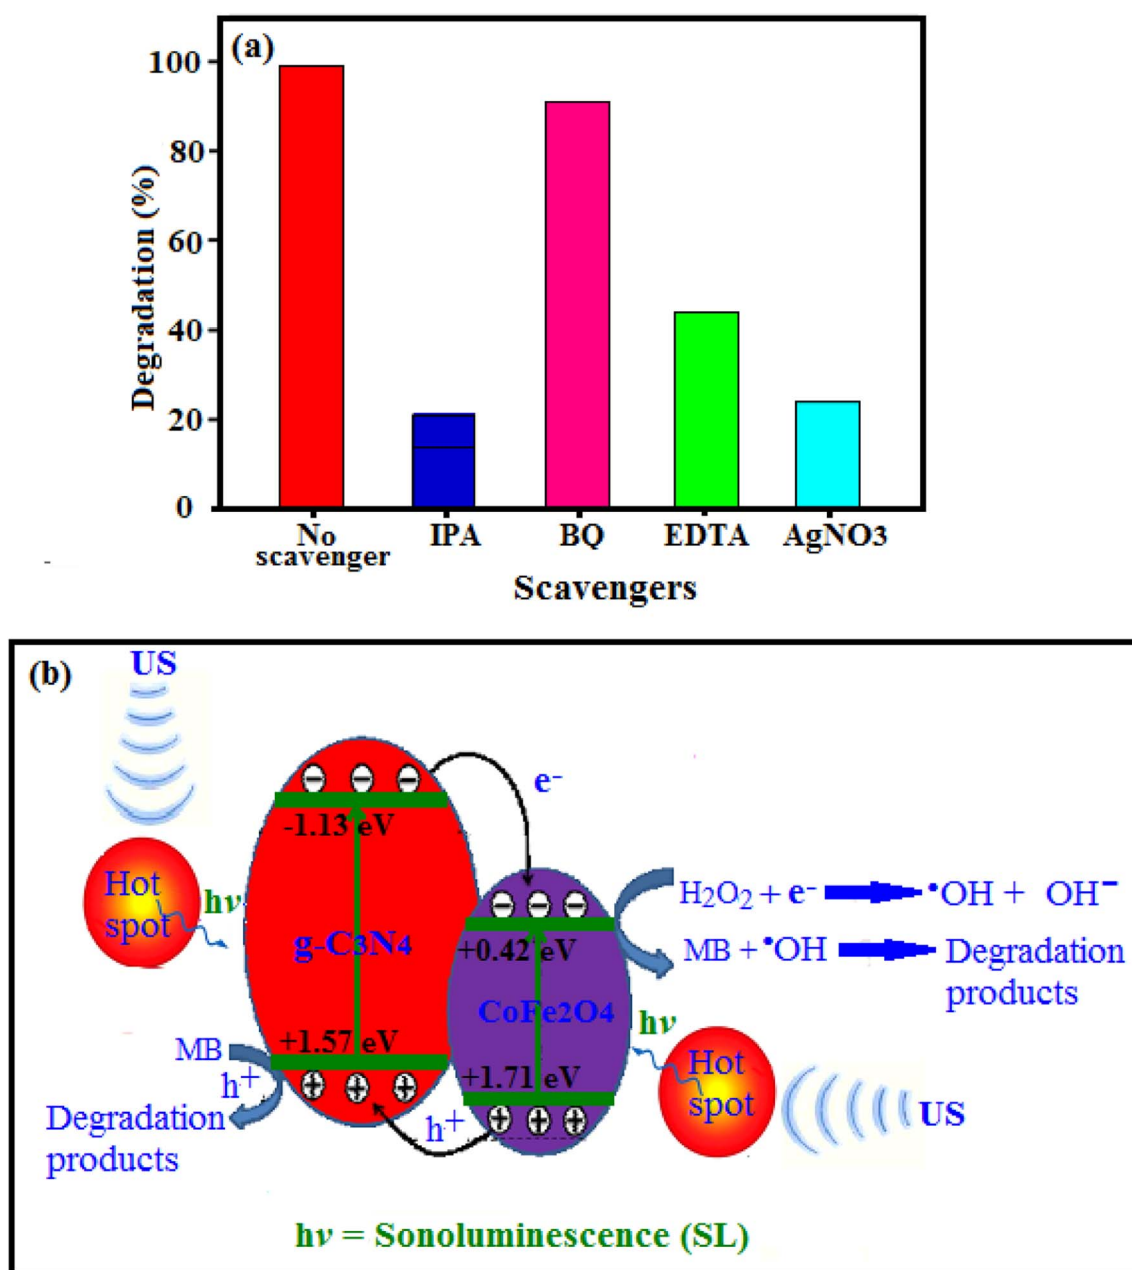 (a)
100
80
60
40
20
0
Degradation (%)
No scavenger
IPA
BQ
EDTA
AgNO3
Scavengers
(b)
US
Hot spot
hν
-1.13 eV
g-C3N4
+1.57 eV
e-
+0.42 eV
CoFe2O4
+1.71 eV
H2O2 + e- •OH + OH-
MB + •OH Degradation products
MB
h+
Degradation products
h+
hν
Hot spot
US
hν = Sonoluminescence (SL)